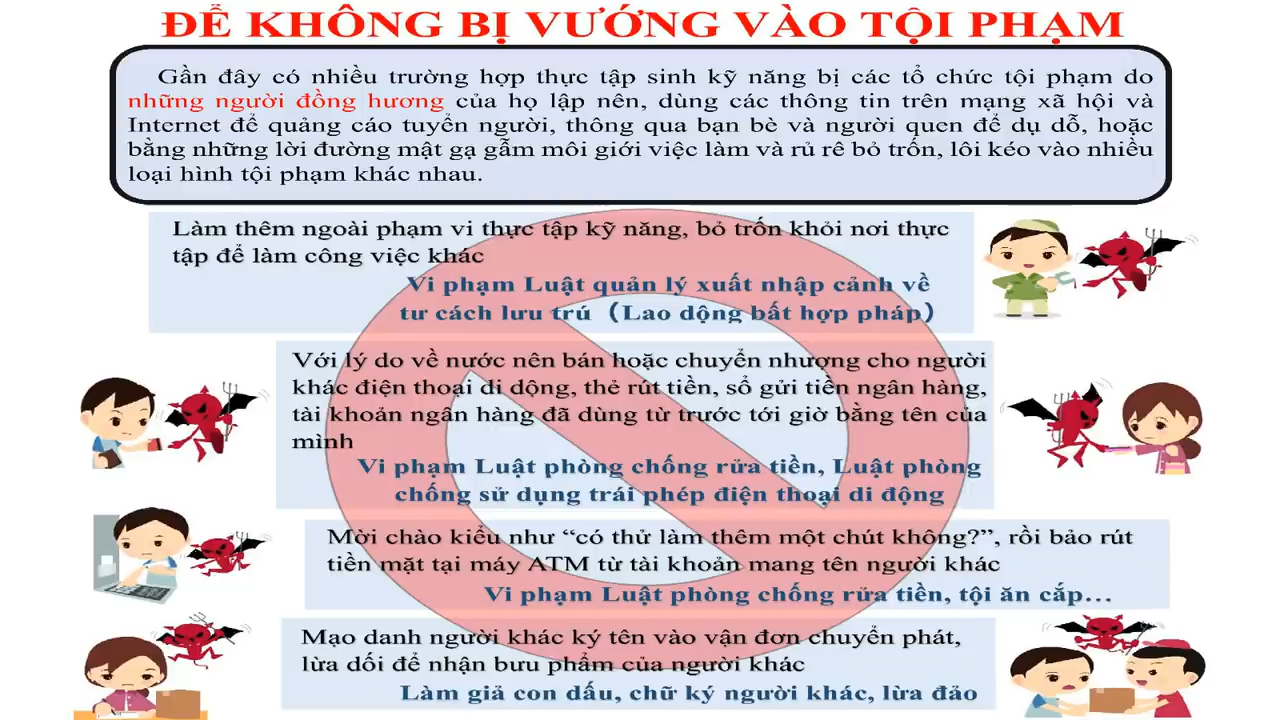 ĐỂ KHÔNG BỊ VƯỚNG VÀO TỘI PHẠM
Gần đây có nhiều trường hợp thực tập sinh kỹ năng bị các tổ chức tội phạm do
những người đồng hương của họ lập nên, dùng các thông tin trên mạng xã hội và
Internet để quảng cáo tuyển người, thông qua bạn bè và người quen để dụ dỗ, hoặc
bằng những lời đường mật gạ gẫm môi giới việc làm và rủ rê bỏ trốn, lôi kéo vào nhiều
loại hình tội phạm khác nhau.
Làm thêm ngoài phạm vi thực tập kỹ năng, bỏ trốn khỏi nơi thực
tập để làm công việc khác
Vi phạm Luật quản lý xuất nhập cảnh về
tư cách lưu trú（Lao dộng bất hợp pháp）
Với lý do về nước nên bán hoặc chuyển nhượng cho người
khác điện thoại di dộng, thẻ rút tiền, sổ gửi tiền ngân hàng,
tài khoản ngân hàng đã dùng từ trước tới giờ bằng tên của
mình
Vi phạm Luật phòng chống rửa tiền, Luật phòng
chống sử dụng trái phép điện thoại di động
Mời chào kiểu như “có thử làm thêm một chút không?”, rồi bảo rút
tiền mặt tại máy ATM từ tài khoản mang tên người khác
Vi phạm Luật phòng chống rửa tiền, tội ăn cắp…
Mạo danh người khác ký tên vào vận đơn chuyển phát,
lừa dối để nhận bưu phẩm của người khác
Làm giả con dấu, chữ ký người khác, lừa đảo